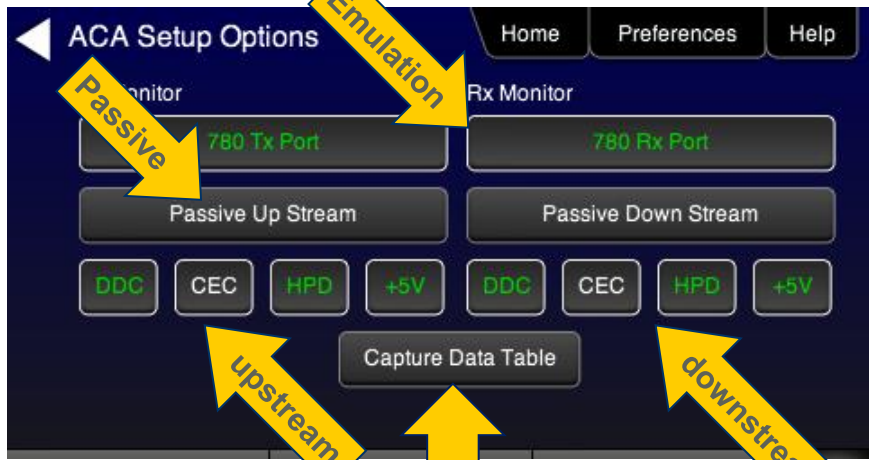 ACA Setup Options
Home
Preferences
Help
Emulation
Passive
Rx Monitor
780 Tx Port
780 Rx Port
Passive Up Stream
Passive Down Stream
DDC
CEC
HPD
+5V
DDC
CEC
HPD
+5V
Capture Data Table
upstream